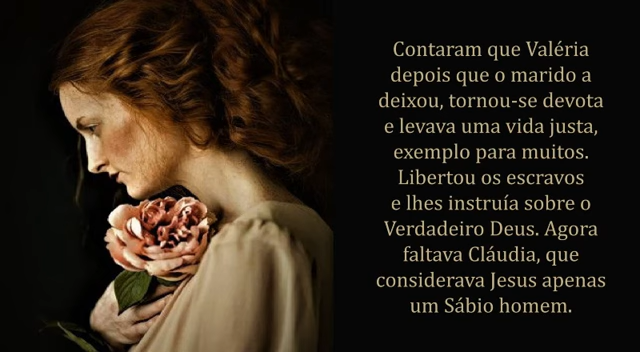 Contaram que Valéria
depois que o marido a
deixou, tornou-se devota
e levava uma vida justa,
exemplo para muitos.
Libertou os escravos
e lhes instruía sobre o
Verdadeiro Deus. Agora
faltava Cláudia, que
considerava Jesus apenas
um Sábio homem.